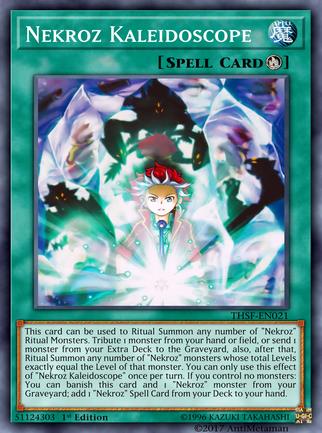 NEKROZ KALEIDOSCOPE
[SPELL CARD]
THSF-EN021
This card can be used to Ritual Summon any number of "Nekroz"
Ritual Monsters. Tribute 1 monster from your hand or field, or send 1
monster from your Extra Deck to the Graveyard, also, after that,
Ritual Summon any number of "Nekroz" monsters whose total Levels
exactly equal the Level of that monster. You can only use this effect
of "Nekroz Kaleidoscope" once per turn. If you control no monsters:
You can banish this card and 1 "Nekroz" monster from your
Graveyard; add 1 "Nekroz" Spell Card from your Deck to your hand.
51124303 1st Edition ©1996 KAZUKI TAKAHASHI
©2017 AntiMetaman